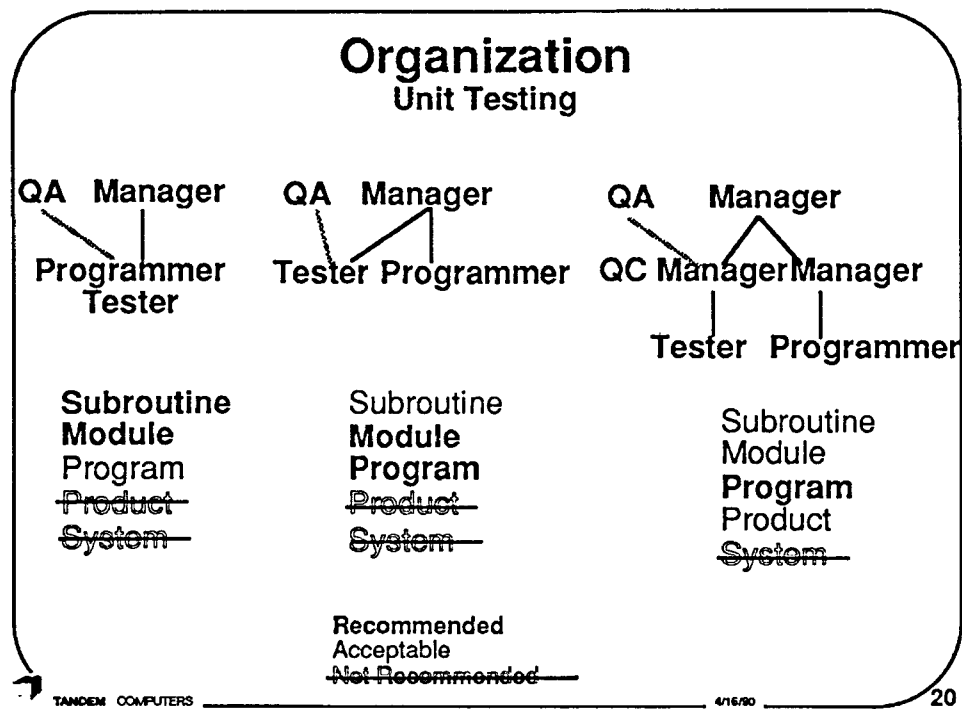 Organization
Unit Testing
QA Manager
Programmer
Tester
Subroutine
Module
Program
Product
System
QA Manager
Tester Programmer
Subroutine
Module
Program
Product
System
QA Manager
QC Manager Manager
Tester Programmer
Subroutine
Module
Program
Product
System
Recommended
Acceptable
Not Recommended
TANDEM COMPUTERS 4/16/90 20